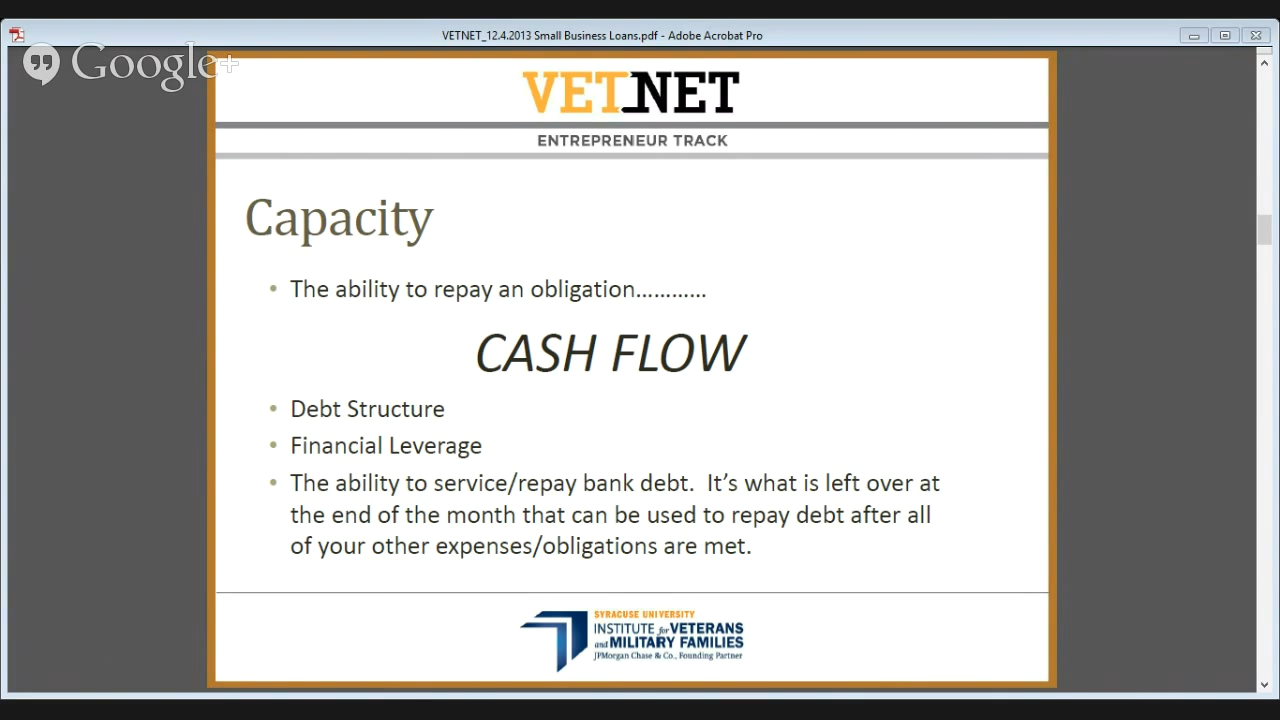 VETNET_12.4.2013 Small Business Loans.pdf - Adobe Acrobat Pro
Google+
VETNET
ENTREPRENEUR TRACK
Capacity
• The ability to repay an obligation…………
CASH FLOW
• Debt Structure
• Financial Leverage
• The ability to service/repay bank debt.  It’s what is left over at
the end of the month that can be used to repay debt after all
of your other expenses/obligations are met.
SYRACUSE UNIVERSITY
INSTITUTE for VETERANS
and MILITARY FAMILIES
JPMorgan Chase & Co., Founding Partner